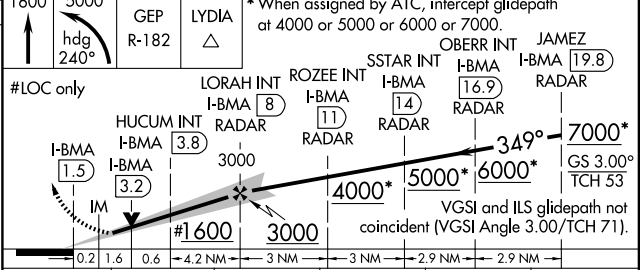 1600
5000
hdg
240°
GEP
R-182
LYDIA
* When assigned by ATC, intercept glidepath
at 4000 or 5000 or 6000 or 7000.
#LOC only
JAMEZ
I-BMA 19.8
RADAR
OBERR INT
I-BMA
16.9
RADAR
SSTAR INT
I-BMA
14
RADAR
ROZEE INT
I-BMA
11
RADAR
LORAH INT
I-BMA 8
RADAR
HUCUM INT
I-BMA 3.8
I-BMA
3.2
I-BMA
1.5
IM
3000
349°
7000*
6000*
5000*
4000*
3000
#1600
GS 3.00°
TCH 53
VGSI and ILS glidepath not
coincident (VGSI Angle 3.00/TCH 71).
0.2 1.6 0.6 4.2 NM 3 NM 3 NM 2.9 NM 2.9 NM